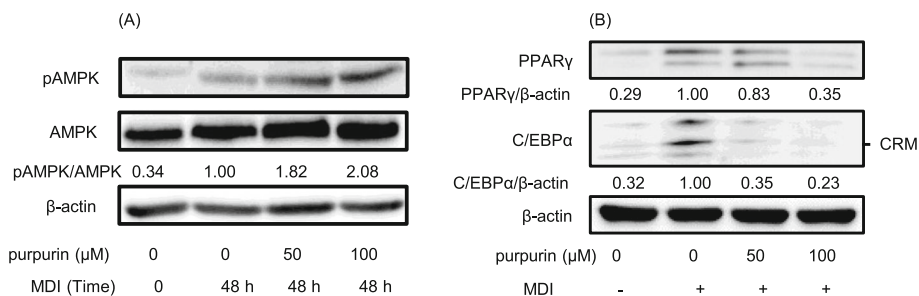 (A)
pAMPK
AMPK
pAMPK/AMPK 0.34 1.00 1.82 2.08
β-actin
purpurin (μM) 0 0 50 100
MDI (Time) 0 48 h 48 h 48 h
(B)
PPARγ
PPARγ/β-actin 0.29 1.00 0.83 0.35
C/EBPα
CRM
C/EBPα/β-actin 0.32 1.00 0.35 0.23
β-actin
purpurin (μM) 0 0 50 100
MDI - + + +